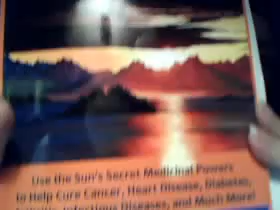 Use the Sun's Secret Medicinal Powers
to Help Cure Cancer, Heart Disease, Diabetes,
Infectious Diseases, and Much More!